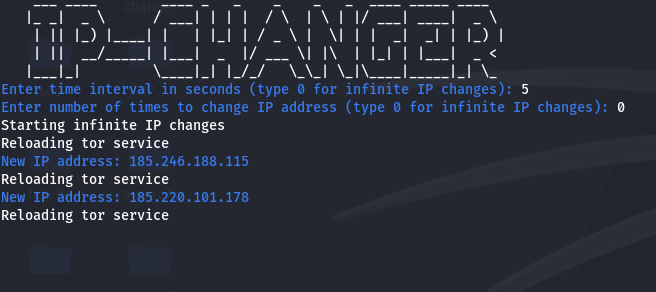 chan
IP-CHANGER
Enter time interval in seconds (type 0 for infinite IP changes): 5
Enter number of times to change IP address (type 0 for infinite IP changes): 0
Starting infinite IP changes
Reloading tor service
New IP address: 185.246.188.115
Reloading tor service
New IP address: 185.220.101.178
Reloading tor service